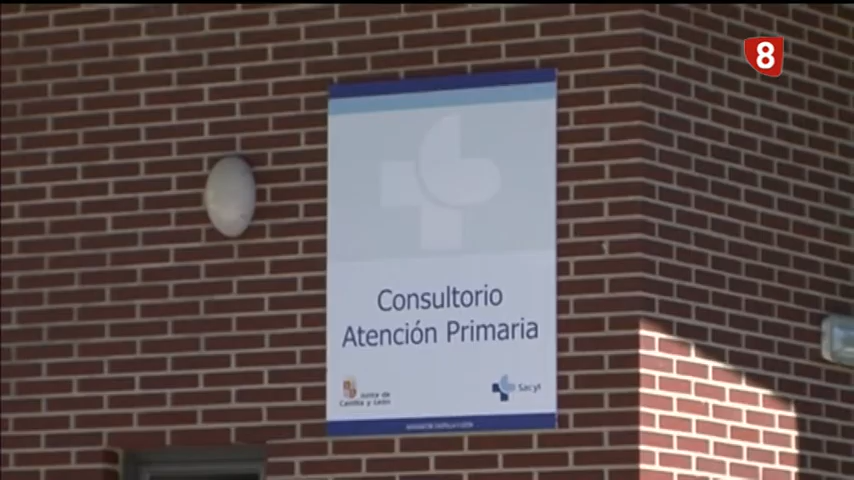 8
Consultorio
Atención Primaria
Junta de
Castilla y León
Sacyl